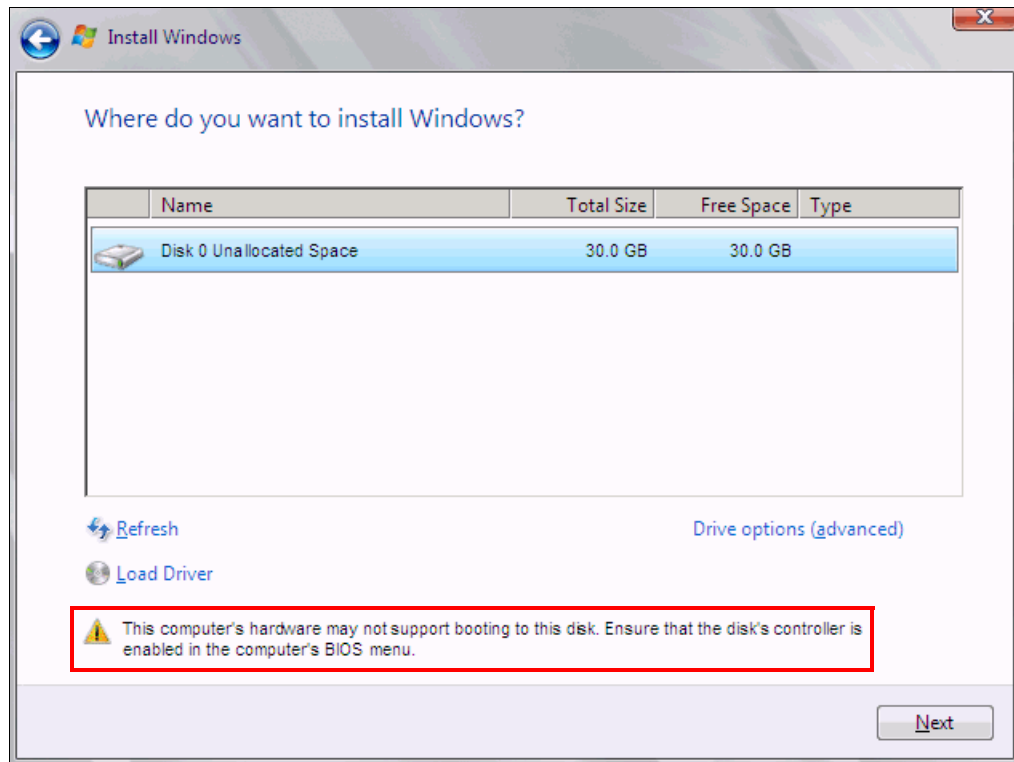 Install Windows
Where do you want to install Windows?
Name Total Size Free Space Type
Disk 0 Unallocated Space 30.0 GB 30.0 GB
Refresh Drive options (advanced)
Load Driver
This computer's hardware may not support booting to this disk. Ensure that the disk's controller is
enabled in the computer's BIOS menu.
Next